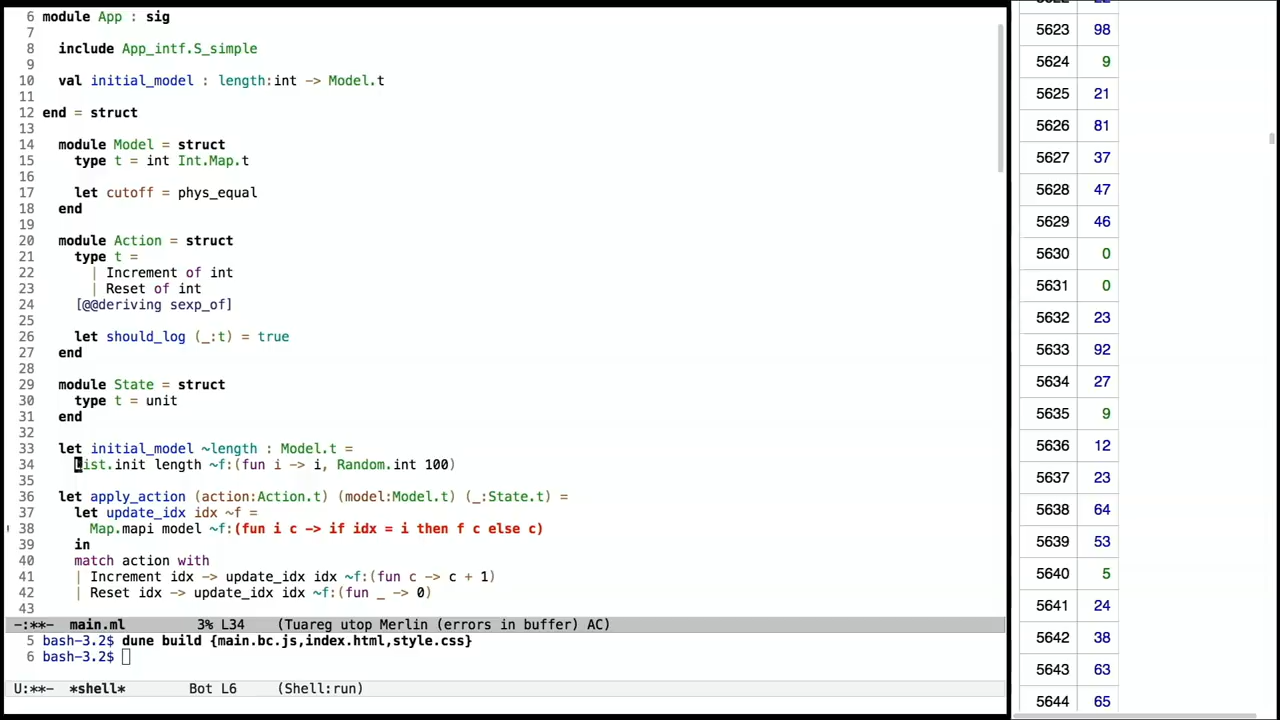 6 module App : sig
7
8 include App_intf.S_simple
9
10 val initial_model : length:int -> Model.t
11
12 end = struct
13
14 module Model = struct
15 type t = int Int.Map.t
16
17 let cutoff = phys_equal
18 end
19
20 module Action = struct
21 type t =
22 | Increment of int
23 | Reset of int
24 [@@deriving sexp_of]
25
26 let should_log (_:t) = true
27 end
28
29 module State = struct
30 type t = unit
31 end
32
33 let initial_model ~length : Model.t =
34 List.init length ~f:(fun i -> i, Random.int 100)
35
36 let apply_action (action:Action.t) (model:Model.t) (_:State.t) =
37 let update_idx idx ~f =
38 Map.mapi model ~f:(fun i c -> if idx = i then f c else c)
39 in
40 match action with
41 | Increment idx -> update_idx idx ~f:(fun c -> c + 1)
42 | Reset idx -> update_idx idx ~f:(fun _ -> 0)
43
-:**- main.ml 3% L34 (Tuareg utop Merlin (errors in buffer) AC)
5 bash-3.2$ dune build {main.bc.js,index.html,style.css}
6 bash-3.2$
U:**- *shell* Bot L6 (Shell:run)
5623 98
5624 9
5625 21
5626 81
5627 37
5628 47
5629 46
5630 0
5631 0
5632 23
5633 92
5634 27
5635 9
5636 12
5637 23
5638 64
5639 53
5640 5
5641 24
5642 38
5643 63
5644 65